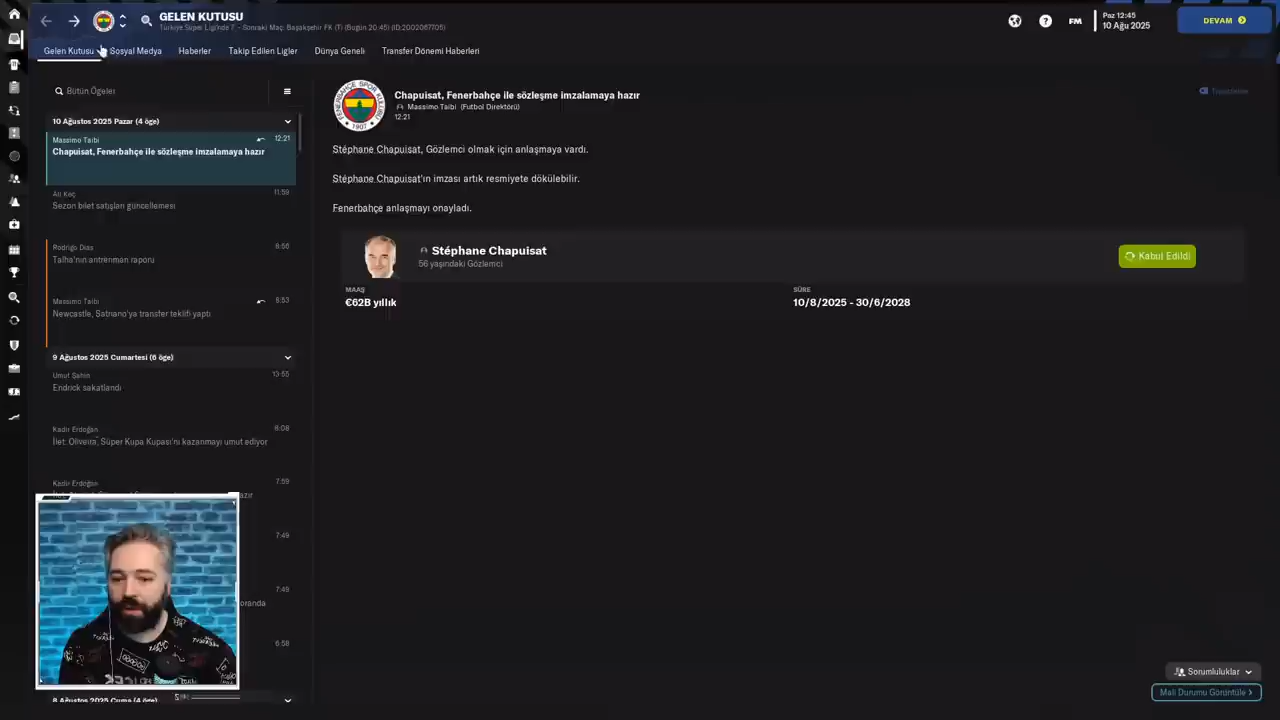 GELEN KUTUSU
Türkiye Süper Ligi'nde 7. - Sonraki Maç: Başakşehir FK (T) (Bugün 20:45) (ID:2002067705)
FM
Paz 12:45
10 Ağu 2025
DEVAM
Gelen Kutusu
Sosyal Medya
Haberler
Takip Edilen Ligler
Dünya Geneli
Transfer Dönemi Haberleri
Bütün Ögeler
10 Ağustos 2025 Pazar (4 öge)
Massimo Taibi
12:21
Chapuisat, Fenerbahçe ile sözleşme imzalamaya hazır
Ali Koç
11:59
Sezon bilet satışları güncellemesi
Rodrigo Dias
8:56
Talha'nın antrenman raporu
Massimo Taibi
8:53
Newcastle, Satriano'ya transfer teklifi yaptı
9 Ağustos 2025 Cumartesi (6 öge)
Umut Şahin
13:55
Endrick sakatlandı
Kadir Erdoğan
8:08
İlet: Oliveira, Süper Kupa Kupası'nı kazanmayı umut ediyor
Kadir Erdoğan
7:59
azır
7:49
7:49
oranda
6:58
8 Ağustos 2025 Cuma (4 öge)
Chapuisat, Fenerbahçe ile sözleşme imzalamaya hazır
Massimo Taibi (Futbol Direktörü)
12:21
Stéphane Chapuisat, Gözlemci olmak için anlaşmaya vardı.
Stéphane Chapuisat'ın imzası artık resmiyete dökülebilir.
Fenerbahçe anlaşmayı onayladı.
Stéphane Chapuisat
56 yaşındaki Gözlemci
Kabul Edildi
MAAŞ
€62B yıllık
SÜRE
10/8/2025 - 30/6/2028
Sorumluluklar
Mali Durumu Görüntüle